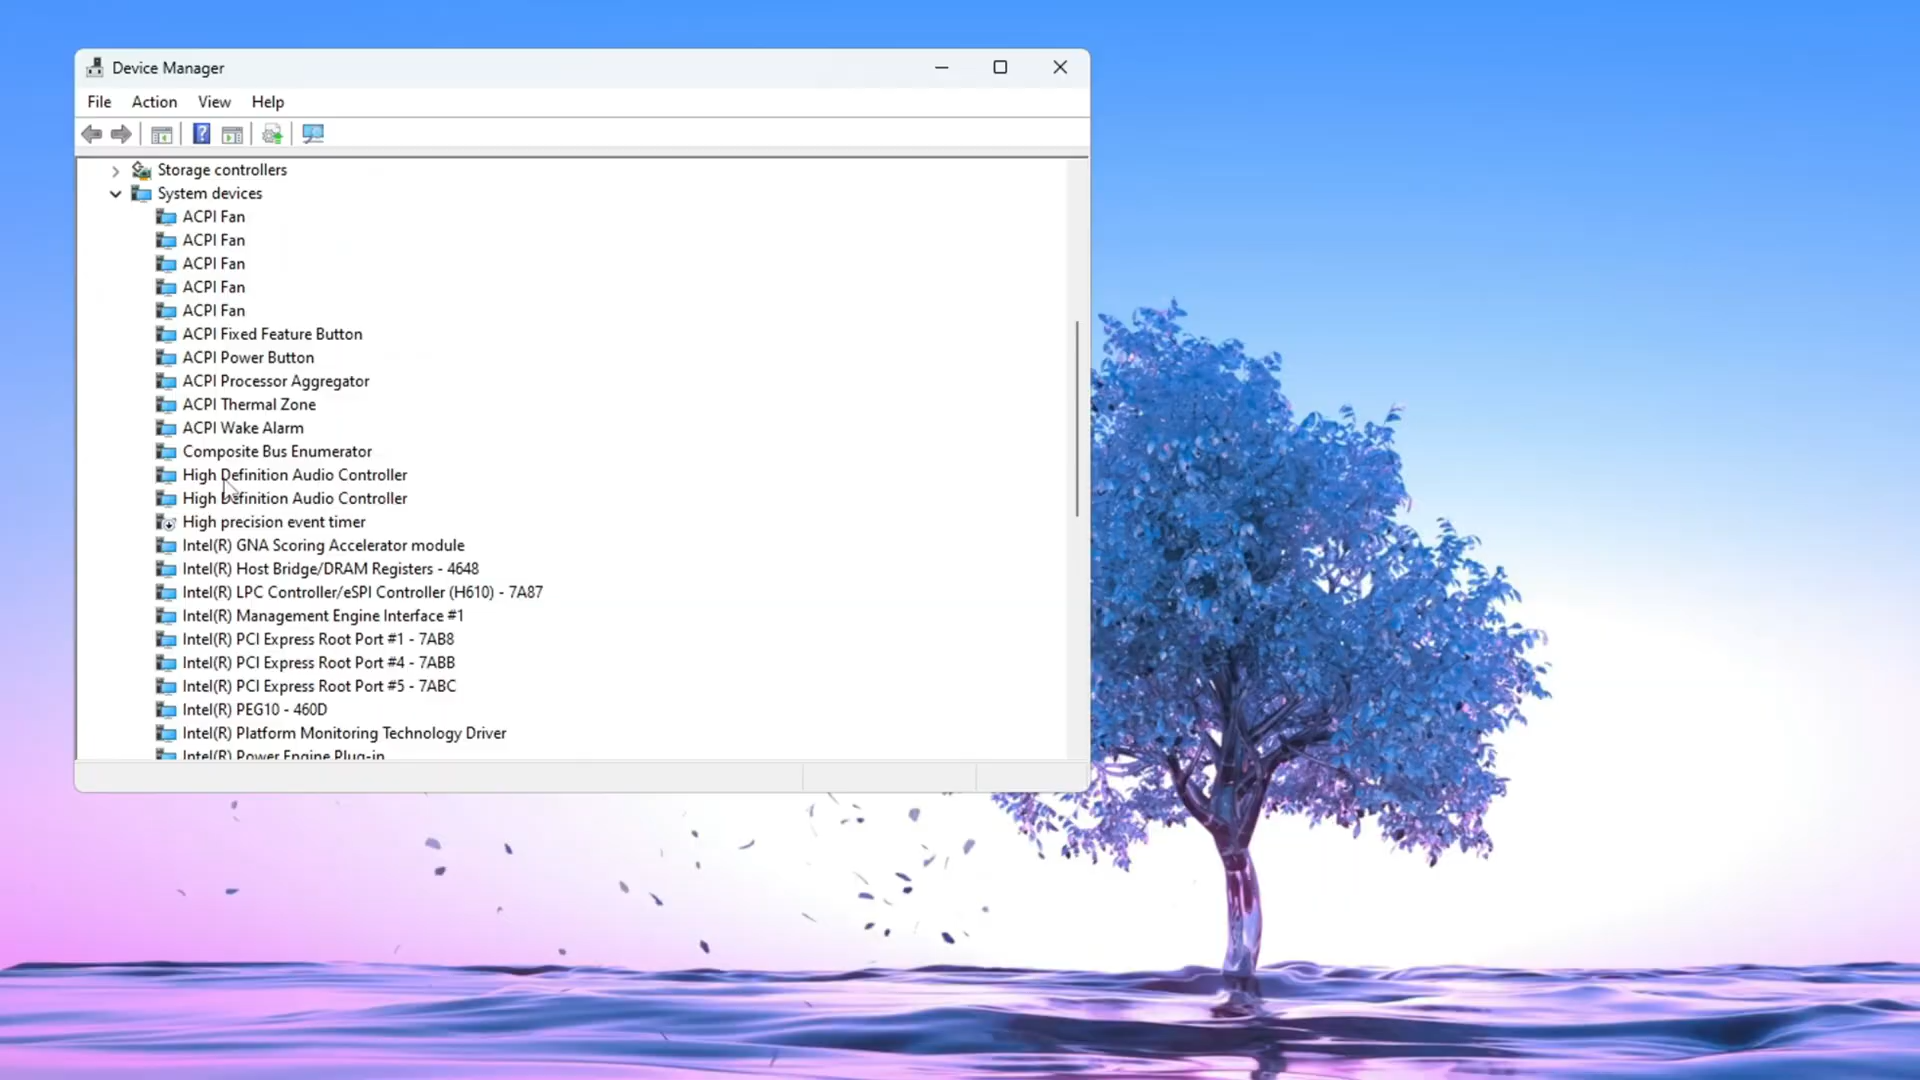 Device Manager
File Action View Help
Storage controllers
System devices
ACPI Fan
ACPI Fan
ACPI Fan
ACPI Fan
ACPI Fan
ACPI Fixed Feature Button
ACPI Power Button
ACPI Processor Aggregator
ACPI Thermal Zone
ACPI Wake Alarm
Composite Bus Enumerator
High Definition Audio Controller
High Definition Audio Controller
High precision event timer
Intel(R) GNA Scoring Accelerator module
Intel(R) Host Bridge/DRAM Registers - 4648
Intel(R) LPC Controller/eSPI Controller (H610) - 7A87
Intel(R) Management Engine Interface #1
Intel(R) PCI Express Root Port #1 - 7AB8
Intel(R) PCI Express Root Port #4 - 7ABB
Intel(R) PCI Express Root Port #5 - 7ABC
Intel(R) PEG10 - 460D
Intel(R) Platform Monitoring Technology Driver
Intel(R) Power Engine Plug-in